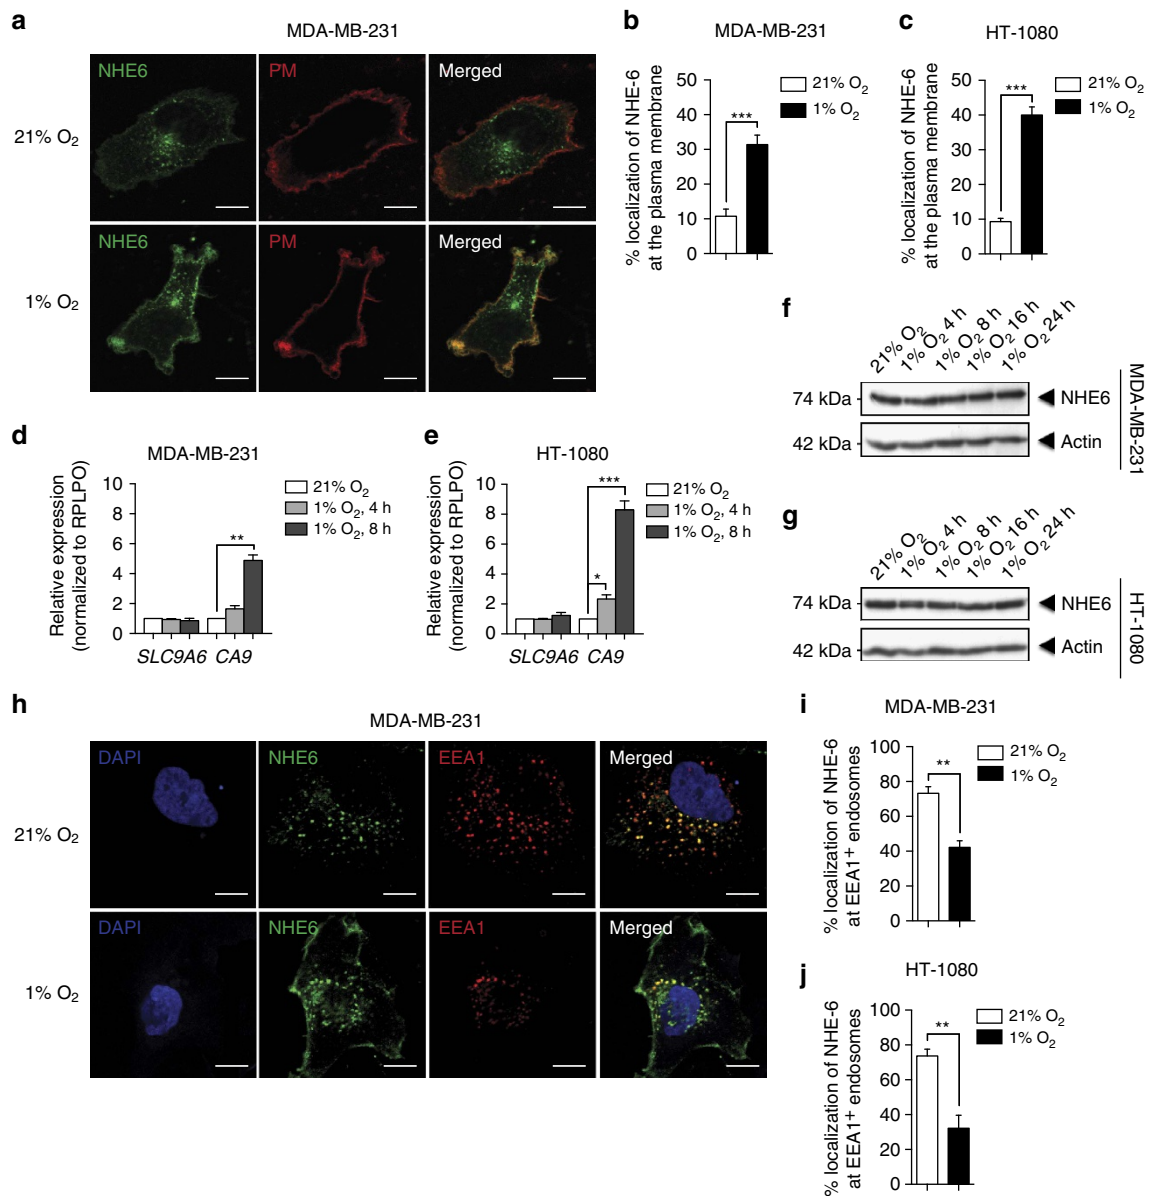 a
MDA-MB-231
21% O₂
NHE6
PM
Merged
1% O₂
NHE6
PM
Merged
b
MDA-MB-231
% localization of NHE-6
at the plasma membrane
50
40
30
20
10
0
***
21% O₂
1% O₂
c
HT-1080
% localization of NHE-6
at the plasma membrane
50
40
30
20
10
0
***
21% O₂
1% O₂
d
MDA-MB-231
Relative expression
(normalized to RPLPO)
10
8
6
4
2
0
**
SLC9A6 CA9
21% O₂
1% O₂, 4 h
1% O₂, 8 h
e
HT-1080
Relative expression
(normalized to RPLPO)
10
8
6
4
2
0
*
***
SLC9A6 CA9
21% O₂
1% O₂, 4 h
1% O₂, 8 h
f
21% O₂
1% O₂ 4 h
1% O₂ 8 h
1% O₂ 16 h
1% O₂ 24 h
74 kDa
NHE6
42 kDa
Actin
MDA-MB-231
g
21% O₂
1% O₂ 4 h
1% O₂ 8 h
1% O₂ 16 h
1% O₂ 24 h
74 kDa
NHE6
42 kDa
Actin
HT-1080
h
MDA-MB-231
21% O₂
DAPI
NHE6
EEA1
Merged
1% O₂
DAPI
NHE6
EEA1
Merged
i
MDA-MB-231
% localization of NHE-6
at EEA1⁺ endosomes
100
80
60
40
20
0
**
21% O₂
1% O₂
j
HT-1080
% localization of NHE-6
at EEA1⁺ endosomes
100
80
60
40
20
0
**
21% O₂
1% O₂